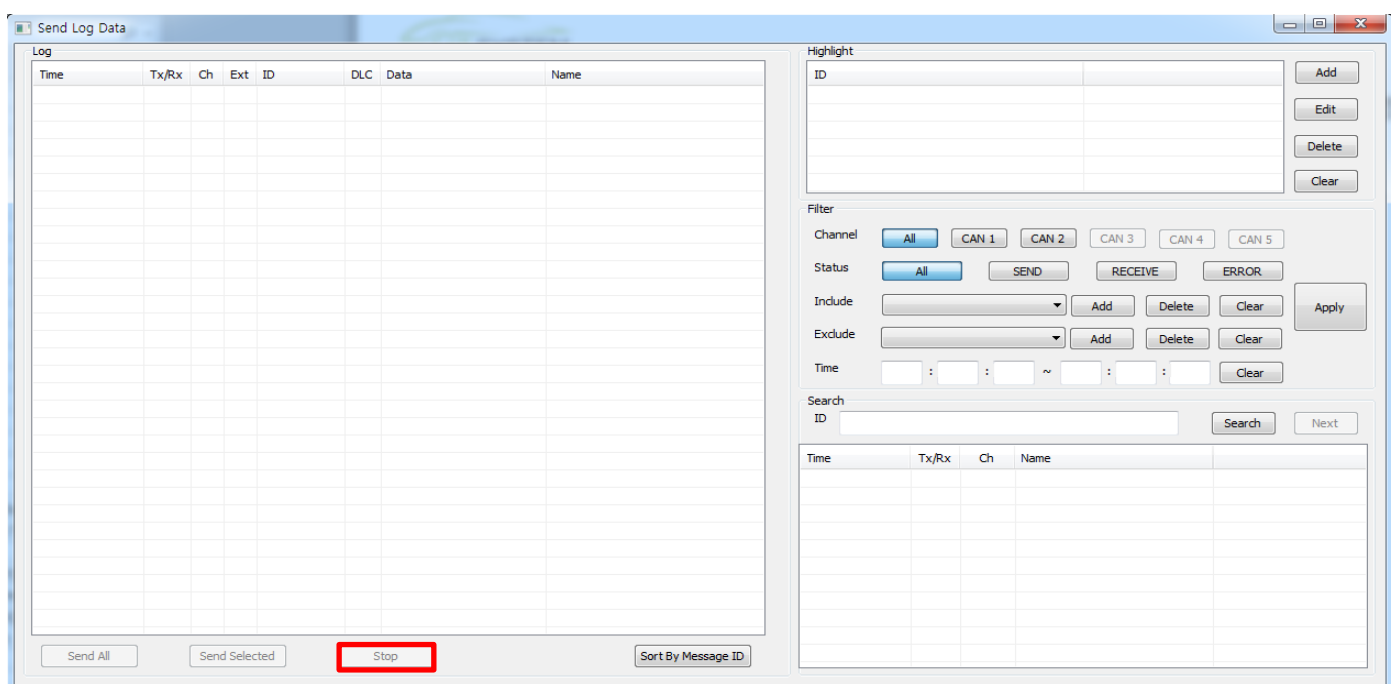 Send Log Data
Log
Time Tx/Rx Ch Ext ID DLC Data Name
Send All Send Selected Stop Sort By Message ID
Highlight
ID
Add
Edit
Delete
Clear
Filter
Channel All CAN 1 CAN 2 CAN 3 CAN 4 CAN 5
Status All SEND RECEIVE ERROR
Include Add Delete Clear
Apply
Exclude Add Delete Clear
Time : : ~ : : Clear
Search
ID Search Next
Time Tx/Rx Ch Name